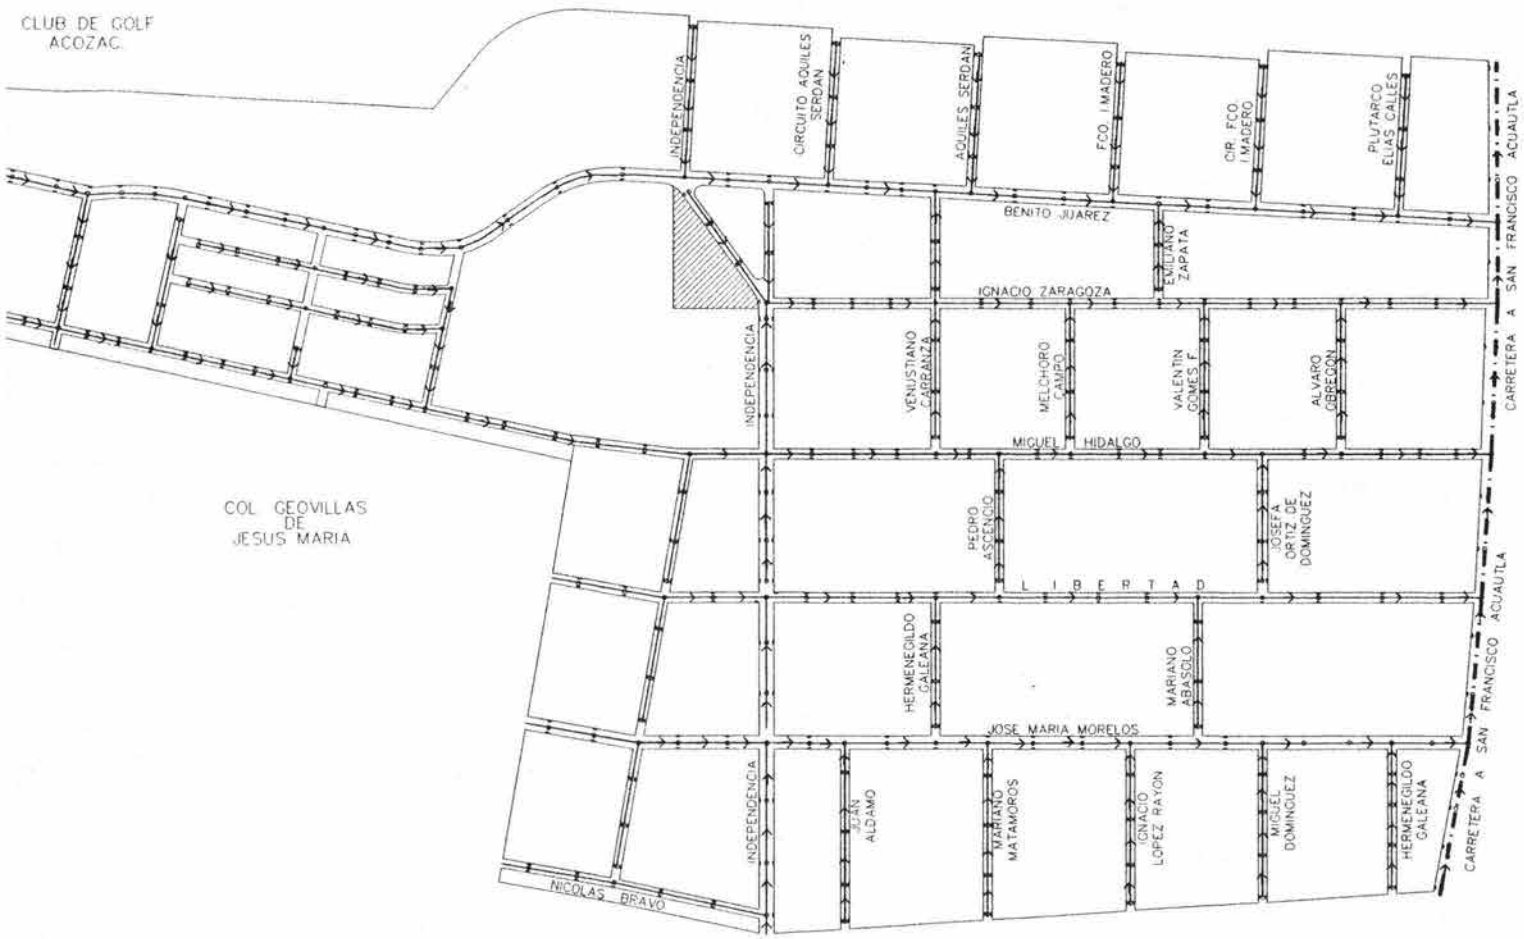 CLUB DE GOLF
ACOZAC.
INDEPENDENCIA
CIRCUITO AQUILES
SERDAN
AQUILES SERDAN
FCO. I MADERO
CIR. FCO.
I MADERO
PLUTARCO
ELIAS CALLES
CARRETERA A SAN FRANCISCO ACUAUTLA
BENITO JUAREZ
EMILIANO
ZAPATA
IGNACIO ZARAGOZA
INDEPENDENCIA
VENUSTIANO
CARRANZA
MELCHORO
CAMPO
VALENTIN
GOMES F.
ALVARO
OBREGON
MIGUEL HIDALGO
COL GEOVILLAS
DE
JESUS MARIA
PEDRO
ASCENCIO
JOSEFA
ORTIZ DE
DOMINGUEZ
LIBERTAD
HERMENEGILDO
GALEANA
MARIANO
ABASOLO
CARRETERA A SAN FRANCISCO ACUAUTLA
JOSE MARIA MORELOS
INDEPENDENCIA
JUAN
ALDAMO
MARIANO
MATAMOROS
IGNACIO
LOPEZ RAYON
MIGUEL
DOMINGUEZ
HERMENEGILDO
GALEANA
NICOLAS BRAVO